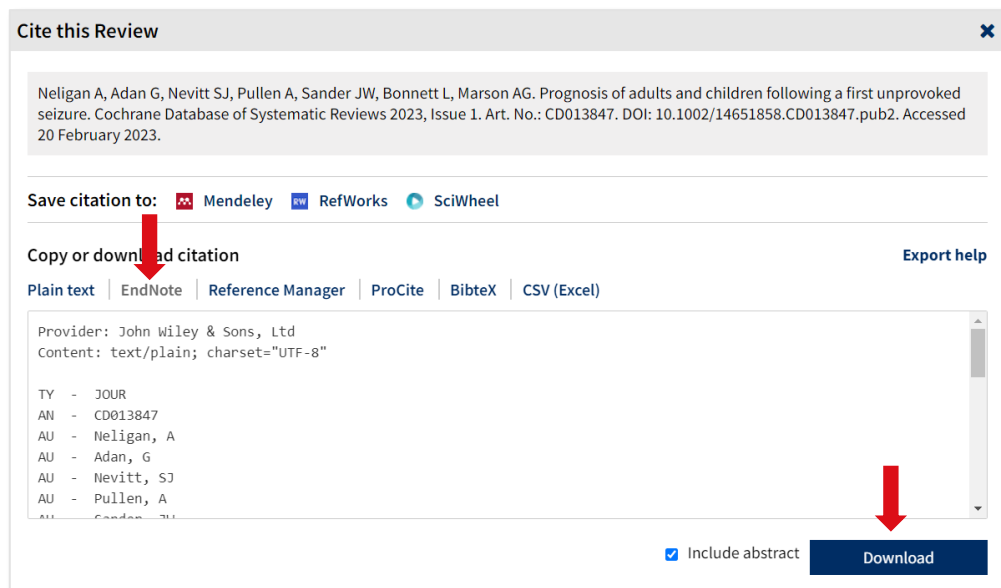 Cite this Review
Neligan A, Adan G, Nevitt SJ, Pullen A, Sander JW, Bonnett L, Marson AG. Prognosis of adults and children following a first unprovoked
seizure. Cochrane Database of Systematic Reviews 2023, Issue 1. Art. No.: CD013847. DOI: 10.1002/14651858.CD013847.pub2. Accessed
20 February 2023.
Save citation to: Mendeley RW RefWorks SciWheel
Copy or download citation Export help
Plain text EndNote Reference Manager ProCite BibteX CSV (Excel)
Provider: John Wiley & Sons, Ltd
Content: text/plain; charset="UTF-8"
TY - JOUR
AN - CD013847
AU - Neligan, A
AU - Adan, G
AU - Nevitt, SJ
AU - Pullen, A
AU - Sander, JW
Include abstract Download